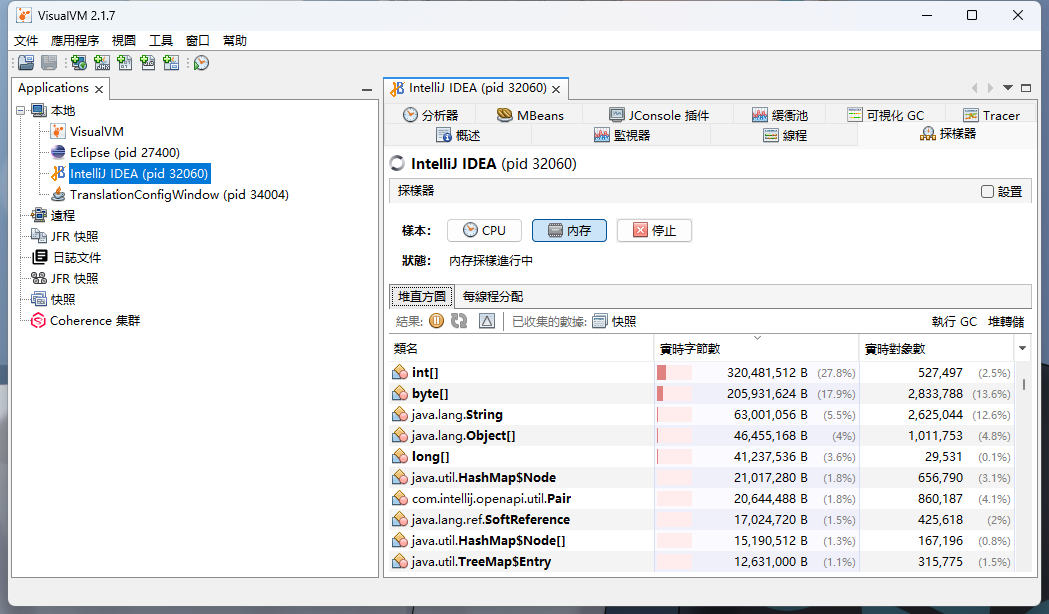 VisualVM 2.1.7
文件 應用程序 視圖 工具 窗口 幫助
Applications
本地
VisualVM
Eclipse (pid 27400)
IntelliJ IDEA (pid 32060)
TranslationConfigWindow (pid 34004)
遠程
JFR 快照
日誌文件
JFR 快照
快照
Coherence 集群
IntelliJ IDEA (pid 32060)
分析器 MBeans JConsole 插件 緩衝池 可視化 GC Tracer
概述 監視器 線程 採樣器
IntelliJ IDEA (pid 32060)
採樣器 設置
樣本: CPU 內存 停止
狀態: 內存採樣進行中
堆直方圖 每線程分配
結果: 已收集的數據: 快照 執行 GC 堆轉儲
類名 實時字節數 實時對象數
int[] 320,481,512 B (27.8%) 527,497 (2.5%)
byte[] 205,931,624 B (17.9%) 2,833,788 (13.6%)
java.lang.String 63,001,056 B (5.5%) 2,625,044 (12.6%)
java.lang.Object[] 46,455,168 B (4%) 1,011,753 (4.8%)
long[] 41,237,536 B (3.6%) 29,531 (0.1%)
java.util.HashMap$Node 21,017,280 B (1.8%) 656,790 (3.1%)
com.intellij.openapi.util.Pair 20,644,488 B (1.8%) 860,187 (4.1%)
java.lang.ref.SoftReference 17,024,720 B (1.5%) 425,618 (2%)
java.util.HashMap$Node[] 15,190,512 B (1.3%) 167,196 (0.8%)
java.util.TreeMap$Entry 12,631,000 B (1.1%) 315,775 (1.5%)